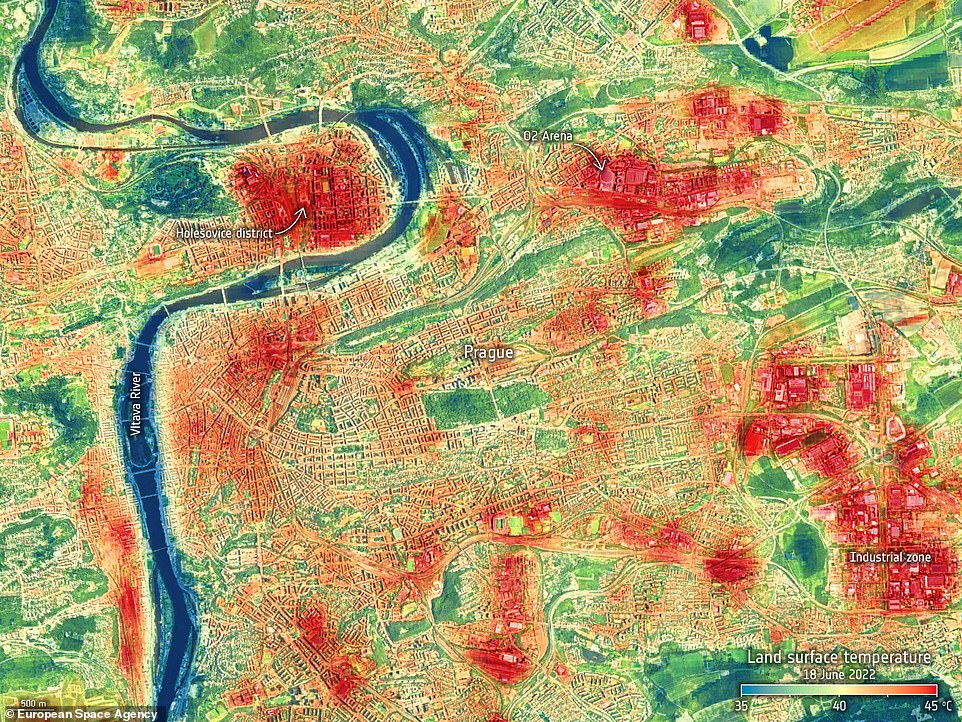 O2 Arena
Holešovice district
Prague
Vltava River
Industrial zone
Land surface temperature
18 June 2022
35 40 45 °C
500 m
© European Space Agency